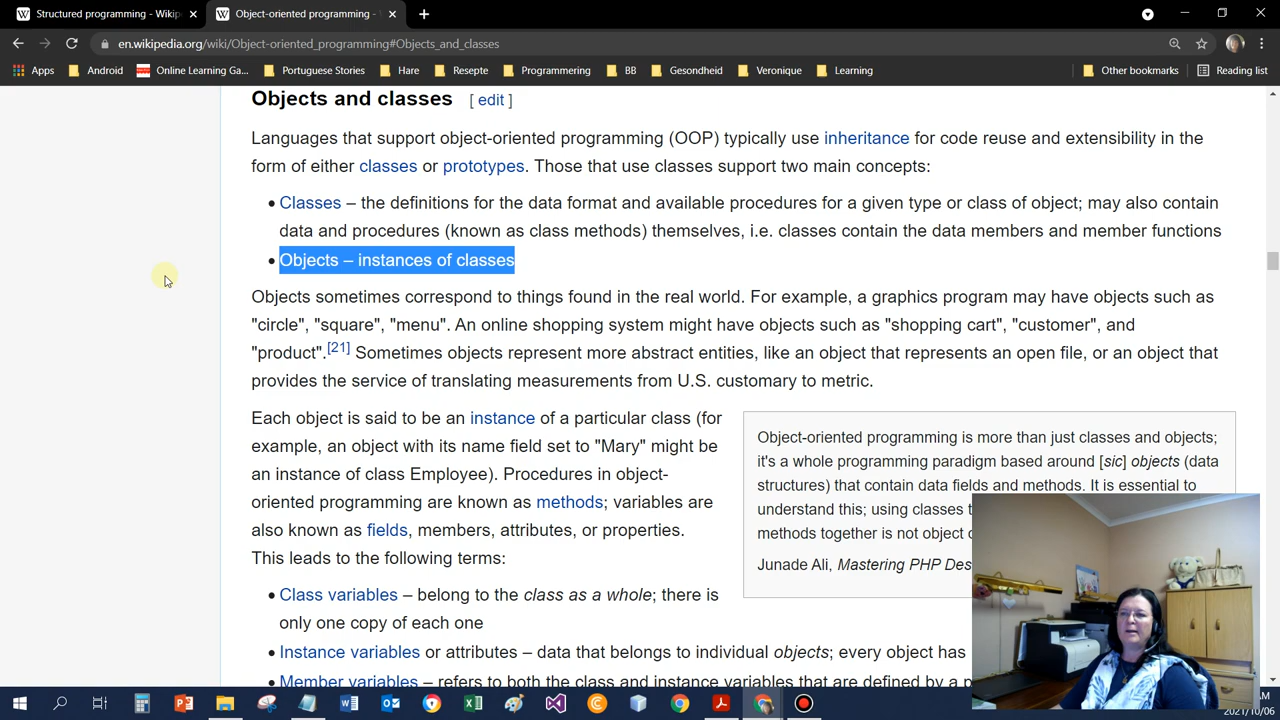 Structured programming - Wikip
Object-oriented programming -
en.wikipedia.org/wiki/Object-oriented_programming#Objects_and_classes
Apps Android Online Learning Ga... Portuguese Stories Hare Resepte Programmering BB Gesondheid Veronique Learning Other bookmarks Reading list
Objects and classes [ edit ]
Languages that support object-oriented programming (OOP) typically use inheritance for code reuse and extensibility in the
form of either classes or prototypes. Those that use classes support two main concepts:
• Classes – the definitions for the data format and available procedures for a given type or class of object; may also contain
data and procedures (known as class methods) themselves, i.e. classes contain the data members and member functions
• Objects – instances of classes
Objects sometimes correspond to things found in the real world. For example, a graphics program may have objects such as
"circle", "square", "menu". An online shopping system might have objects such as "shopping cart", "customer", and
"product".[21] Sometimes objects represent more abstract entities, like an object that represents an open file, or an object that
provides the service of translating measurements from U.S. customary to metric.
Each object is said to be an instance of a particular class (for
example, an object with its name field set to "Mary" might be
an instance of class Employee). Procedures in object-
oriented programming are known as methods; variables are
also known as fields, members, attributes, or properties.
This leads to the following terms:
• Class variables – belong to the class as a whole; there is
only one copy of each one
• Instance variables or attributes – data that belongs to individual objects; every object has
• Member variables – refers to both the class and instance variables that are defined by a p
Object-oriented programming is more than just classes and objects;
it's a whole programming paradigm based around [sic] objects (data
structures) that contain data fields and methods. It is essential to
understand this; using classes t
methods together is not object o
Junade Ali, Mastering PHP Des
AM
2021/10/06